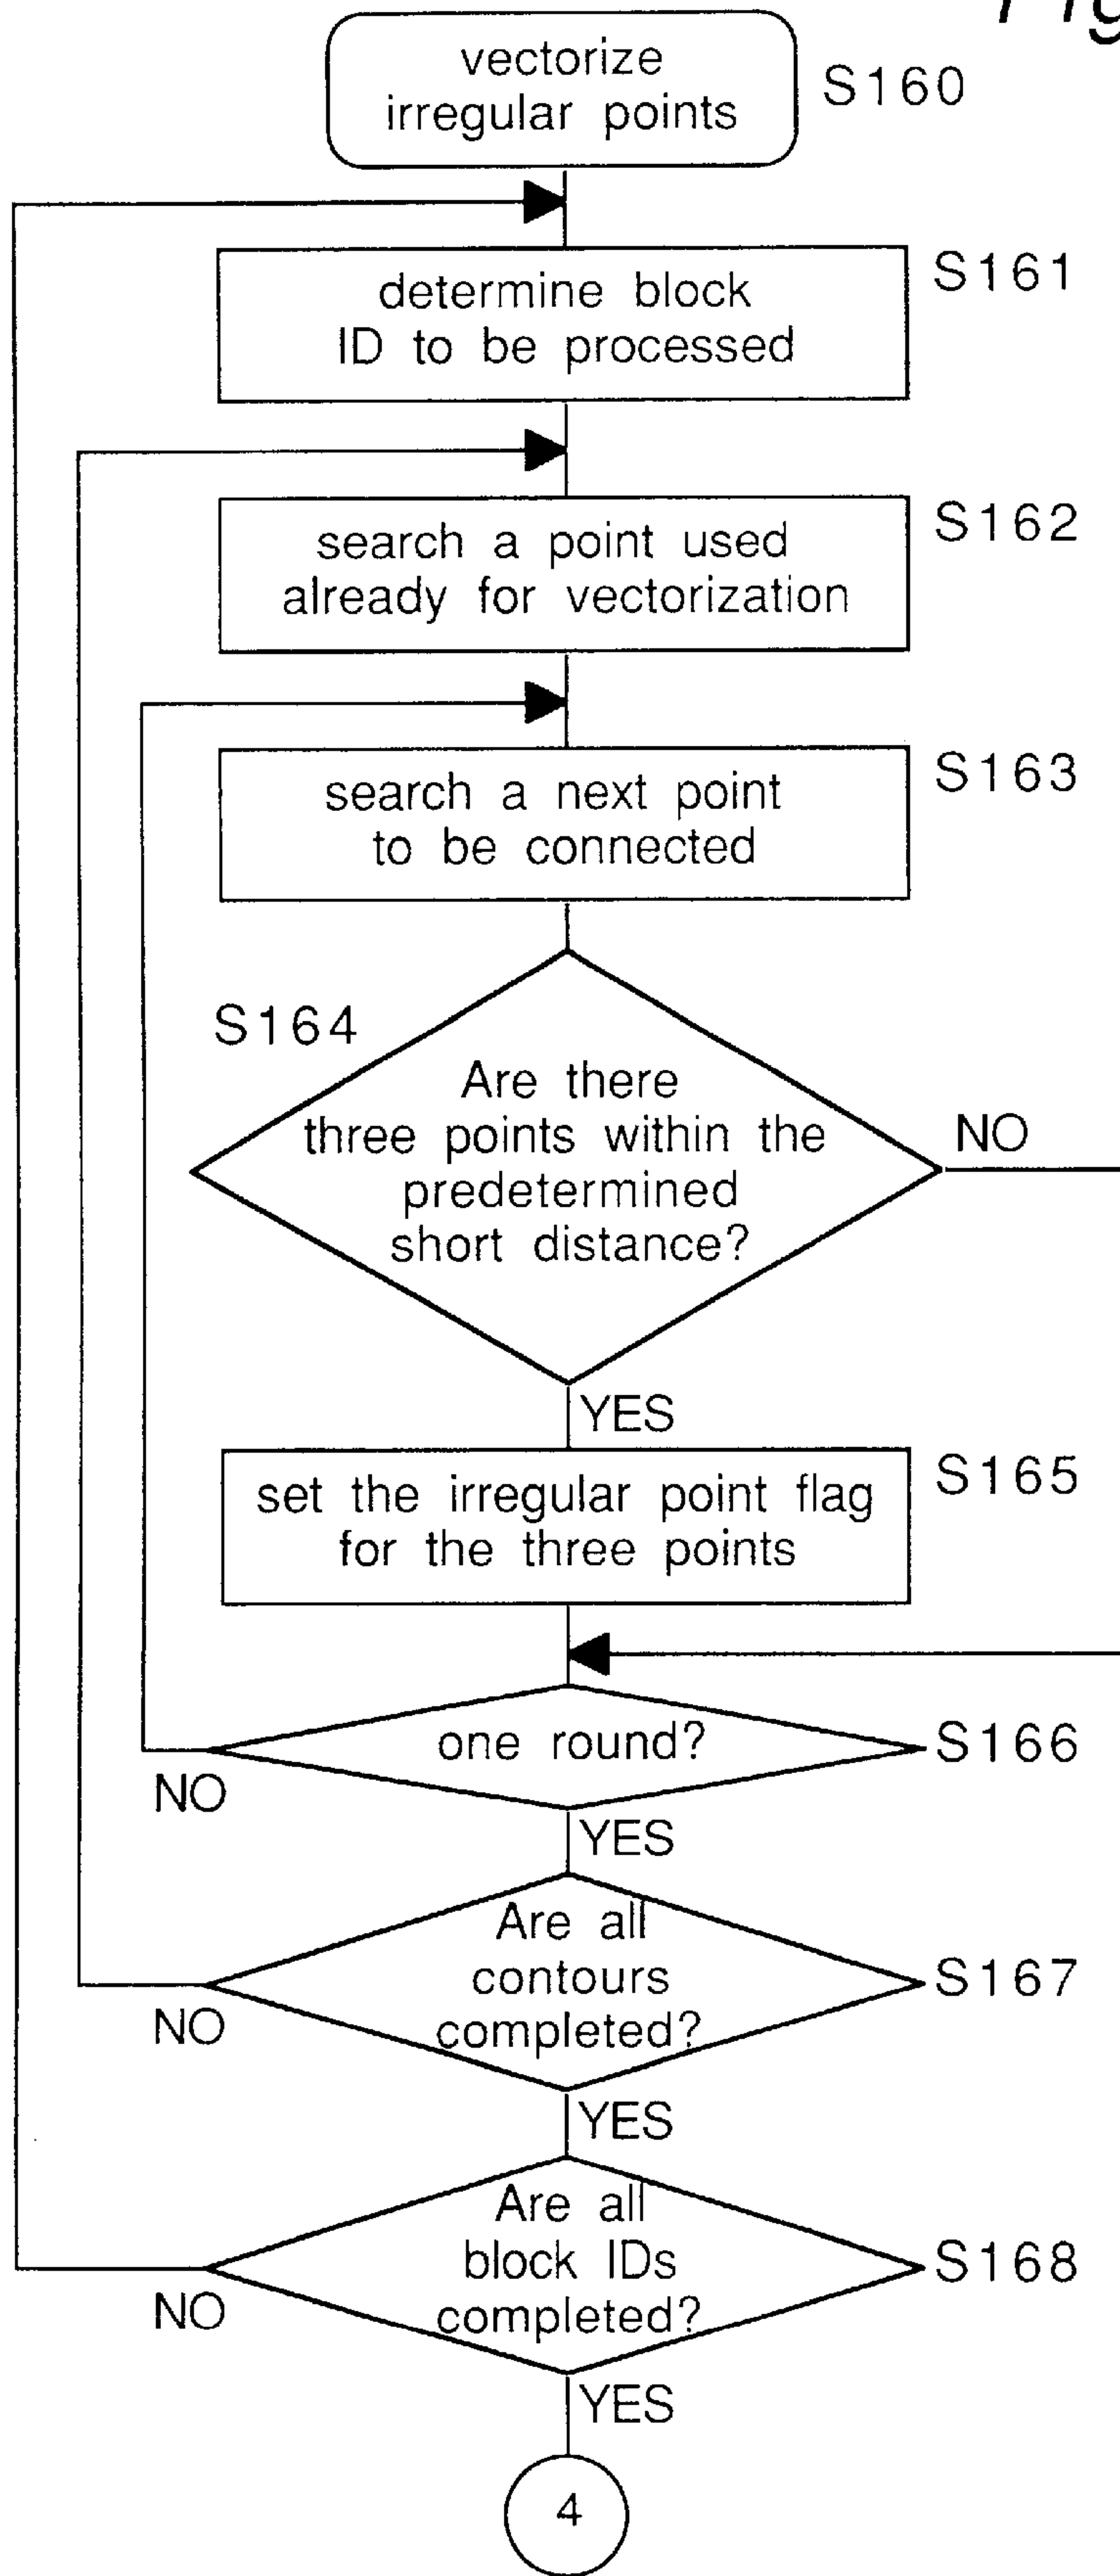 Fig
vectorize
irregular points
S160
determine block
ID to be processed
S161
search a point used
already for vectorization
S162
search a next point
to be connected
S163
S164
Are there
three points within the
predetermined
short distance?
NO
YES
set the irregular point flag
for the three points
S165
one round?
S166
NO
YES
Are all
contours
completed?
S167
NO
YES
Are all
block IDs
completed?
S168
NO
YES
4